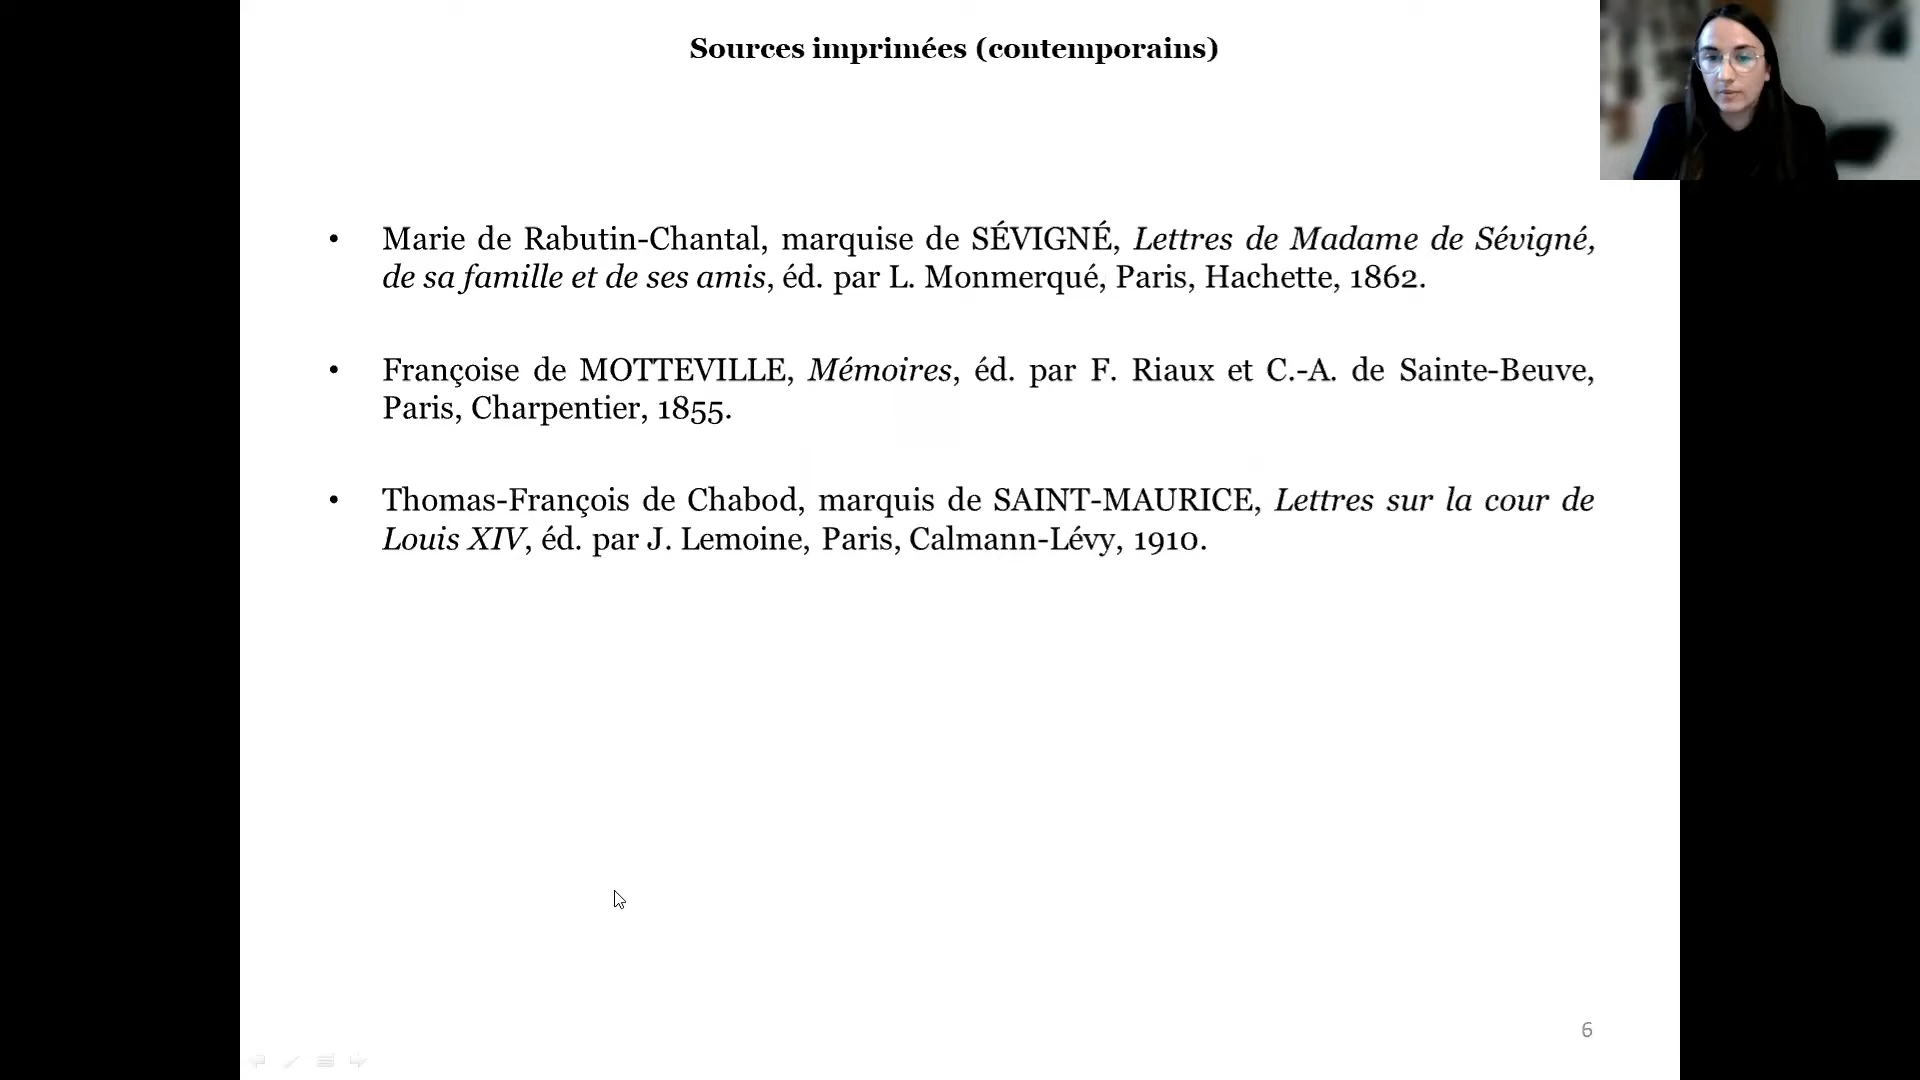 Sources imprimées (contemporains)
• Marie de Rabutin-Chantal, marquise de SÉVIGNÉ, Lettres de Madame de Sévigné,
de sa famille et de ses amis, éd. par L. Monmerqué, Paris, Hachette, 1862.
• Françoise de MOTTEVILLE, Mémoires, éd. par F. Riaux et C.-A. de Sainte-Beuve,
Paris, Charpentier, 1855.
• Thomas-François de Chabod, marquis de SAINT-MAURICE, Lettres sur la cour de
Louis XIV, éd. par J. Lemoine, Paris, Calmann-Lévy, 1910.
6